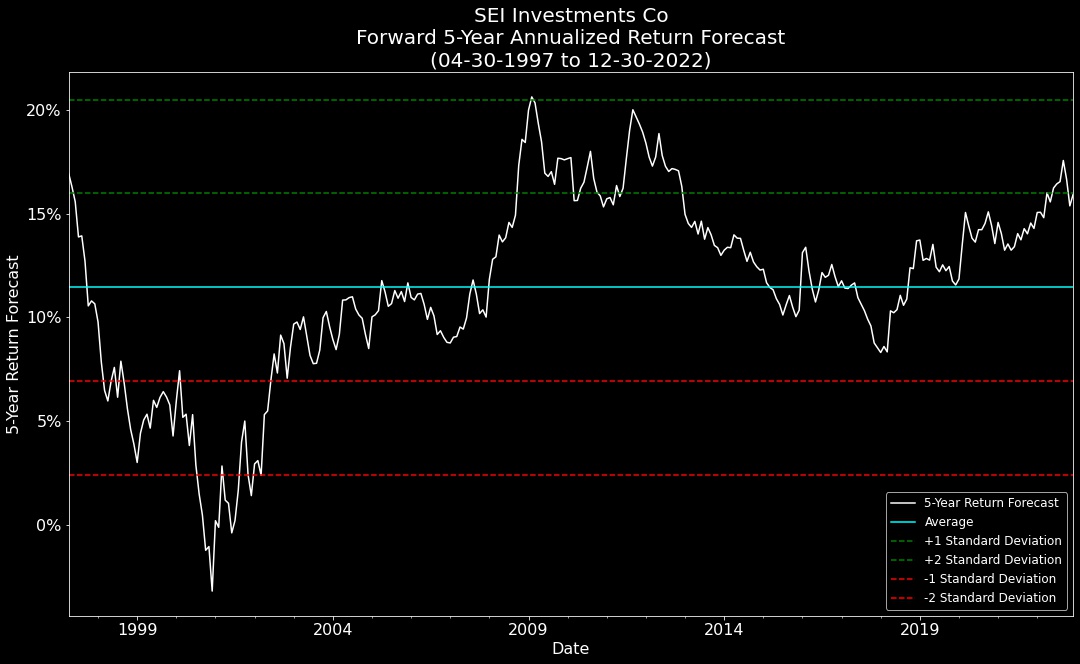 SEI Investments Co
Forward 5-Year Annualized Return Forecast
(04-30-1997 to 12-30-2022)
5-Year Return Forecast
20%
15%
10%
5%
0%
1999
2004
2009
2014
2019
Date
5-Year Return Forecast
Average
+1 Standard Deviation
+2 Standard Deviation
-1 Standard Deviation
-2 Standard Deviation